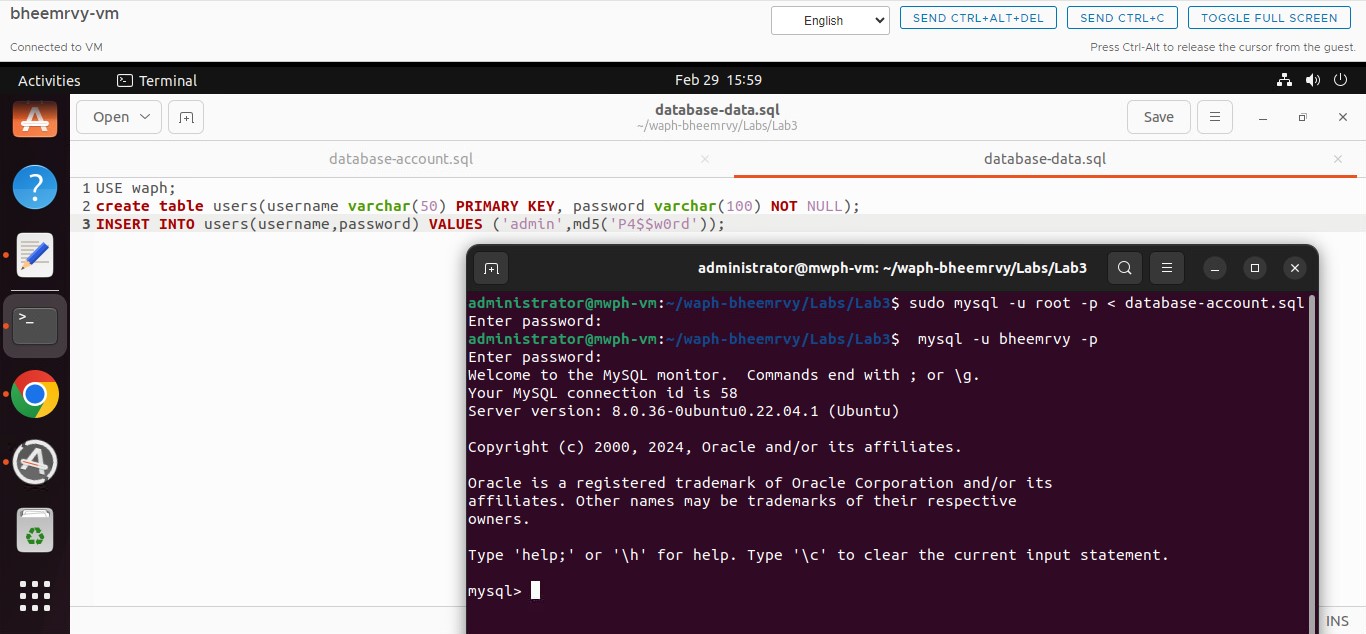 bheemrvy-vm
English
SEND CTRL+ALT+DEL
SEND CTRL+C
TOGGLE FULL SCREEN
Connected to VM
Press Ctrl-Alt to release the cursor from the guest.
Activities
Terminal
Feb 29 15:59
Open
database-data.sql
~/waph-bheemrvy/Labs/Lab3
Save
database-account.sql
database-data.sql
1 USE waph;
2 create table users(username varchar(50) PRIMARY KEY, password varchar(100) NOT NULL);
3 INSERT INTO users(username,password) VALUES ('admin',md5('P4$$w0rd'));
administrator@mwph-vm: ~/waph-bheemrvy/Labs/Lab3
administrator@mwph-vm:~/waph-bheemrvy/Labs/Lab3$ sudo mysql -u root -p < database-account.sql
Enter password:
administrator@mwph-vm:~/waph-bheemrvy/Labs/Lab3$  mysql -u bheemrvy -p
Enter password:
Welcome to the MySQL monitor.  Commands end with ; or \g.
Your MySQL connection id is 58
Server version: 8.0.36-0ubuntu0.22.04.1 (Ubuntu)
Copyright (c) 2000, 2024, Oracle and/or its affiliates.
Oracle is a registered trademark of Oracle Corporation and/or its
affiliates. Other names may be trademarks of their respective
owners.
Type 'help;' or '\h' for help. Type '\c' to clear the current input statement.
mysql>
INS